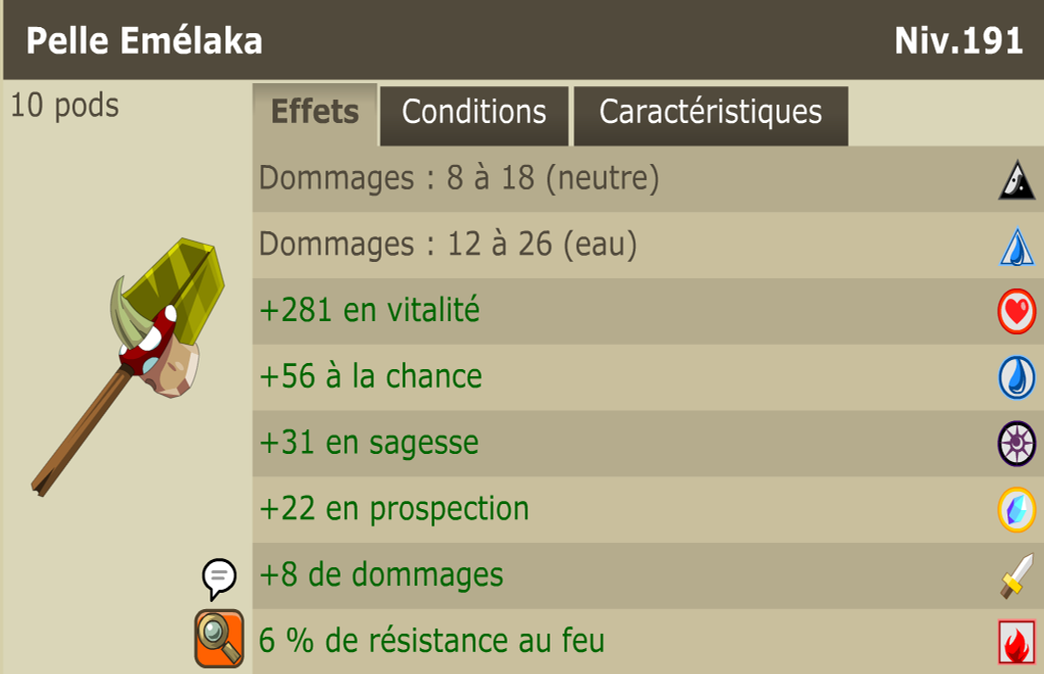 Pelle Emélaka
Niv.191
10 pods
Effets
Conditions
Caractéristiques
Dommages : 8 à 18 (neutre)
Dommages : 12 à 26 (eau)
+281 en vitalité
+56 à la chance
+31 en sagesse
+22 en prospection
+8 de dommages
6 % de résistance au feu